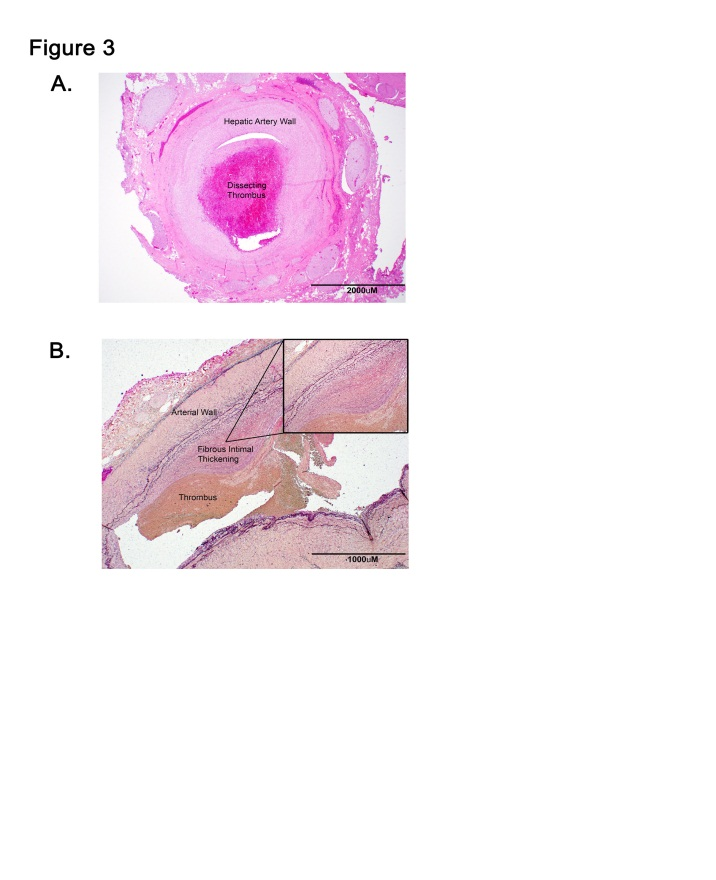 Figure 3
A.
Hepatic Artery Wall
Dissecting
Thrombus
2000uM
B.
Arterial Wall
Fibrous Intimal
Thickening
Thrombus
1000uM